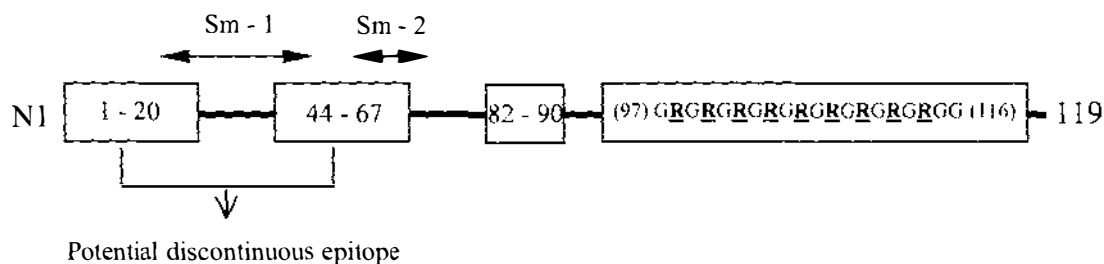 Sm - 1 Sm - 2
N1 1 - 20 44 - 67 82 - 90 (97) GRGRGRGRGRGRGRGRGRGG (116) 119
Potential discontinuous epitope